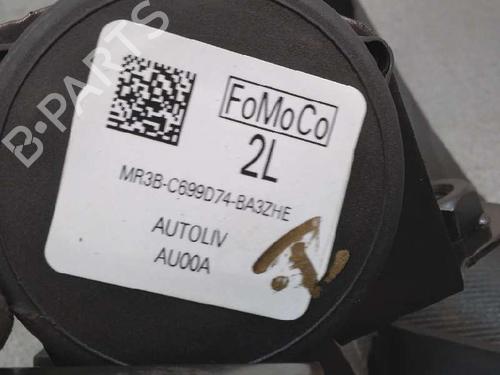 B-PARTS
FoMoCo
2L
MR3B-C699D74-BA3ZHE
AUTOLIV
AU00A